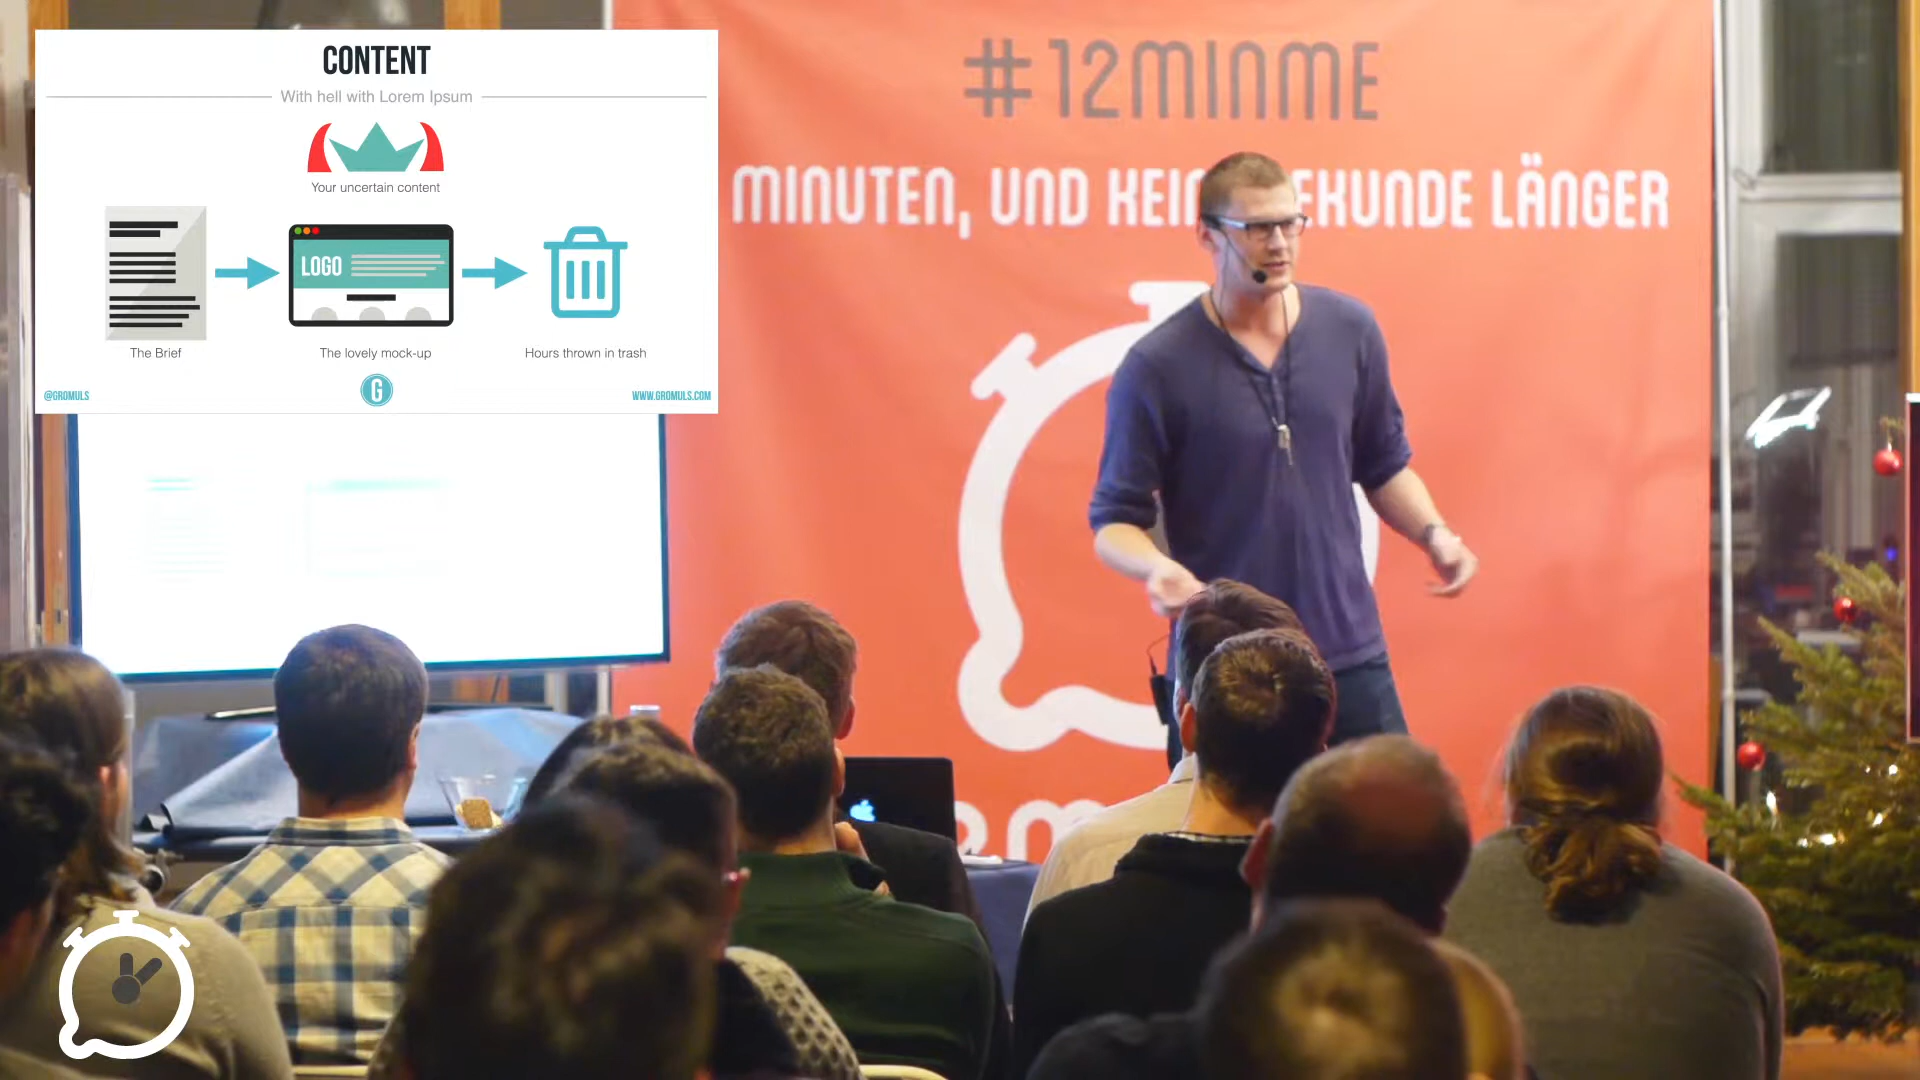 CONTENT
With hell with Lorem Ipsum
Your uncertain content
LOGO
The Brief
The lovely mock-up
Hours thrown in trash
@GROMULS
G
WWW.GROMULS.COM
#12MINME
MINUTEN, UND KEIN EKUNDE LÄNGER